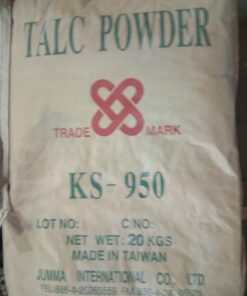 TALC POWDER
TRADE MARK
KS-950
LOT NO: C/NO:
NET WET: 20 KGS
MADE IN TAIWAN
JUMMA INTERNATIONAL CO., LTD